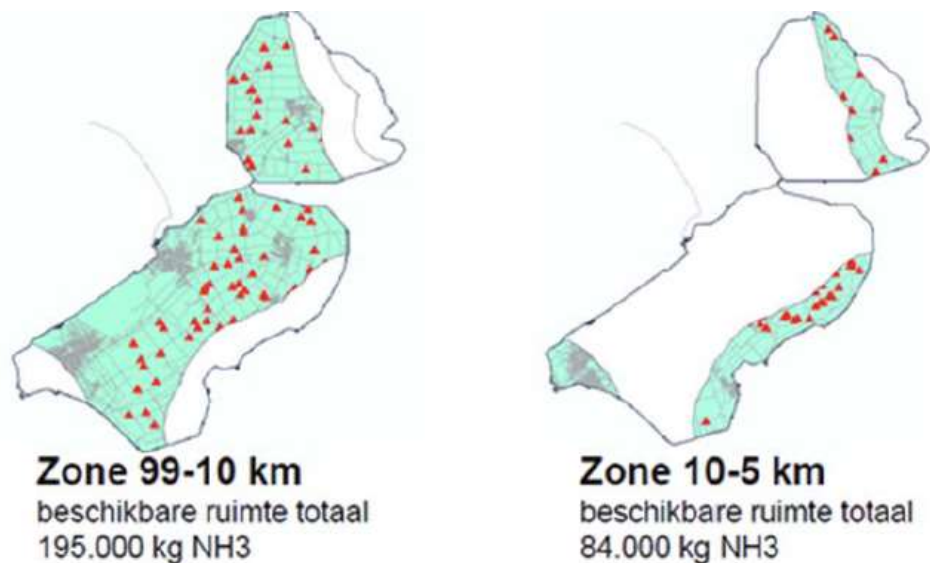 Zone 99-10 km
beschikbare ruimte totaal
195.000 kg NH3
Zone 10-5 km
beschikbare ruimte totaal
84.000 kg NH3